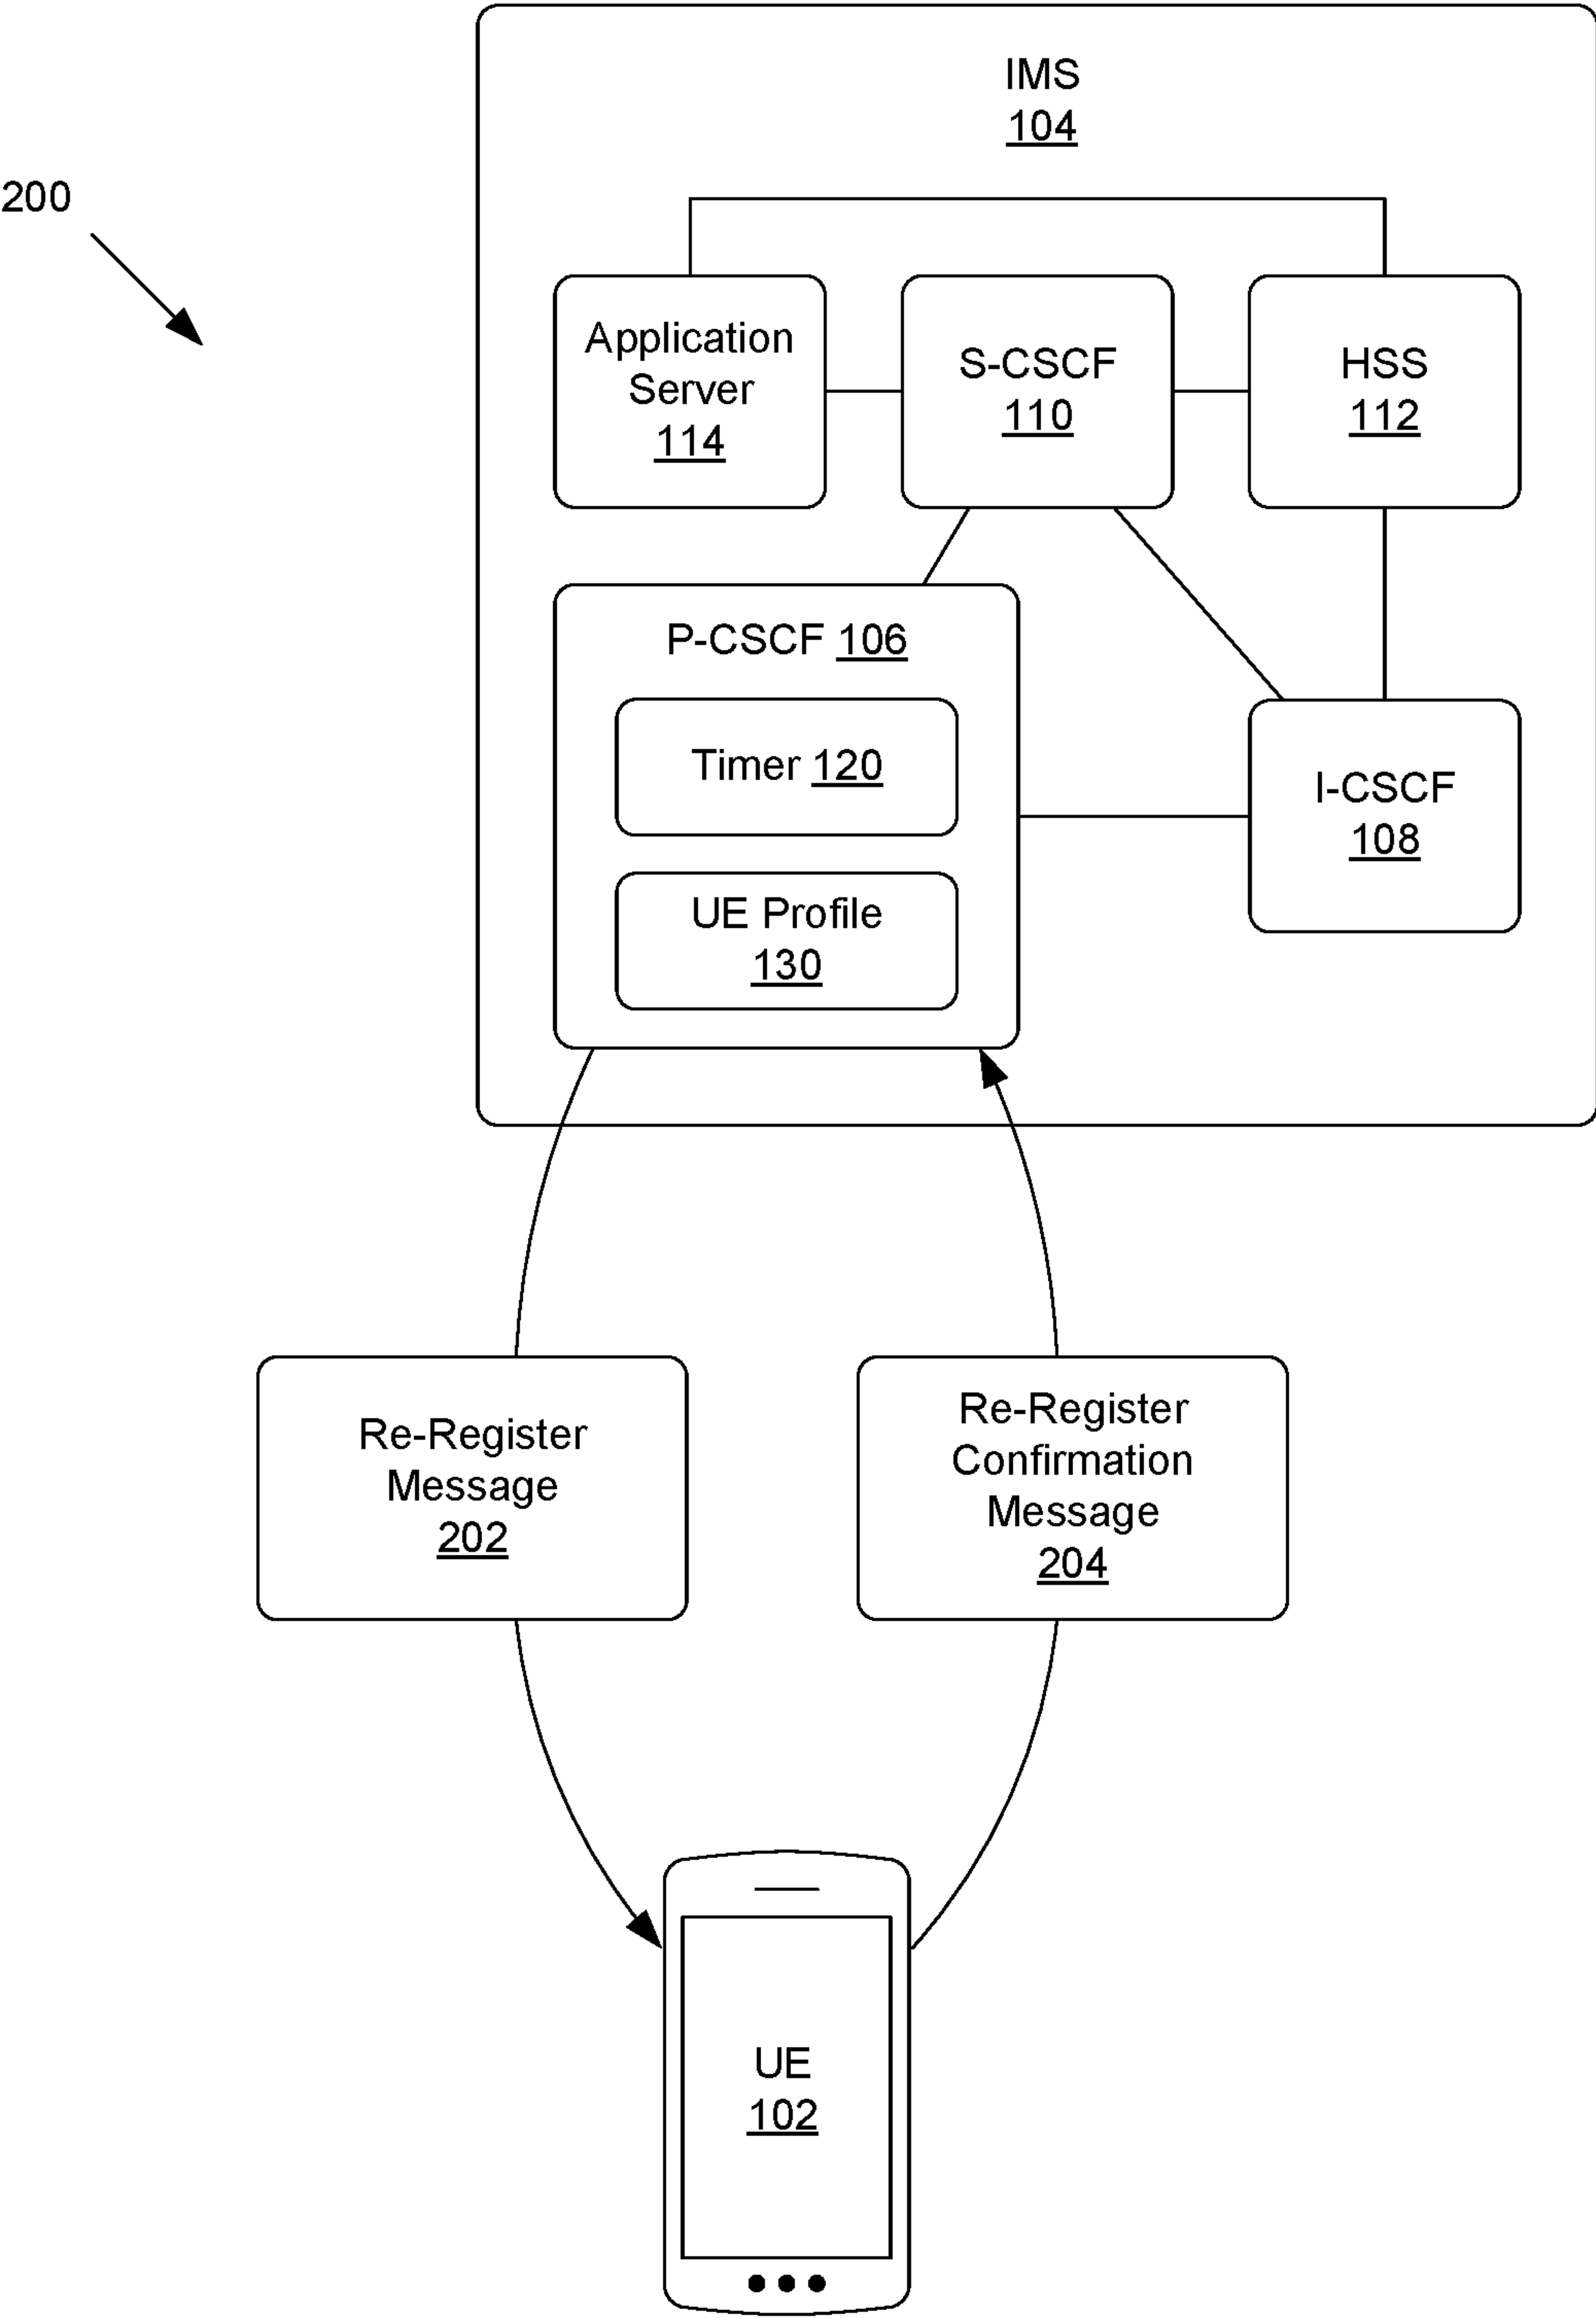 IMS
104
200
Application
Server
114
S-CSCF
110
HSS
112
P-CSCF 106
Timer 120
UE Profile
130
I-CSCF
108
Re-Register
Message
202
Re-Register
Confirmation
Message
204
UE
102